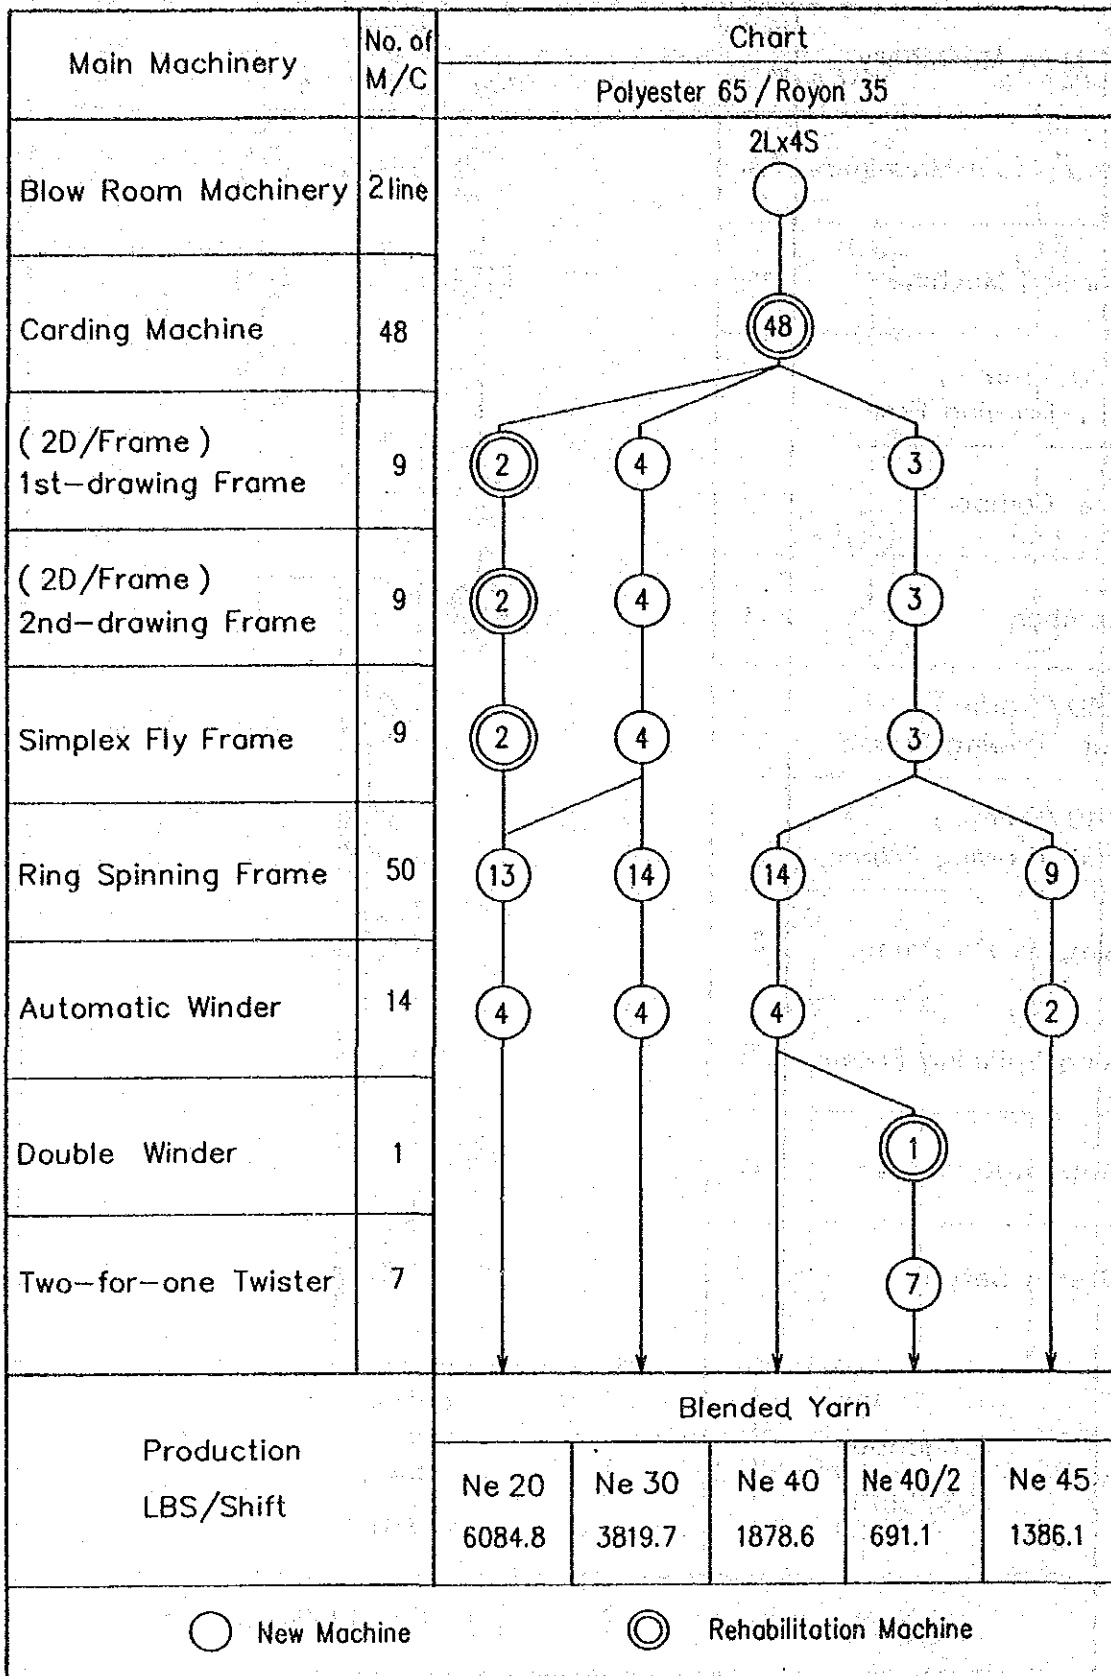 Main Machinery
No. of
M/C
Chart
Polyester 65 / Royon 35
Blow Room Machinery
2 line
2Lx4S
Carding Machine
48
48
( 2D/Frame )
1st-drawing Frame
9
2
4
3
( 2D/Frame )
2nd-drawing Frame
9
2
4
3
Simplex Fly Frame
9
2
4
3
Ring Spinning Frame
50
13
14
14
9
Automatic Winder
14
4
4
4
2
Double Winder
1
1
Two-for-one Twister
7
7
Production
LBS/Shift
Blended Yarn
Ne 20
Ne 30
Ne 40
Ne 40/2
Ne 45
6084.8
3819.7
1878.6
691.1
1386.1
New Machine
Rehabilitation Machine